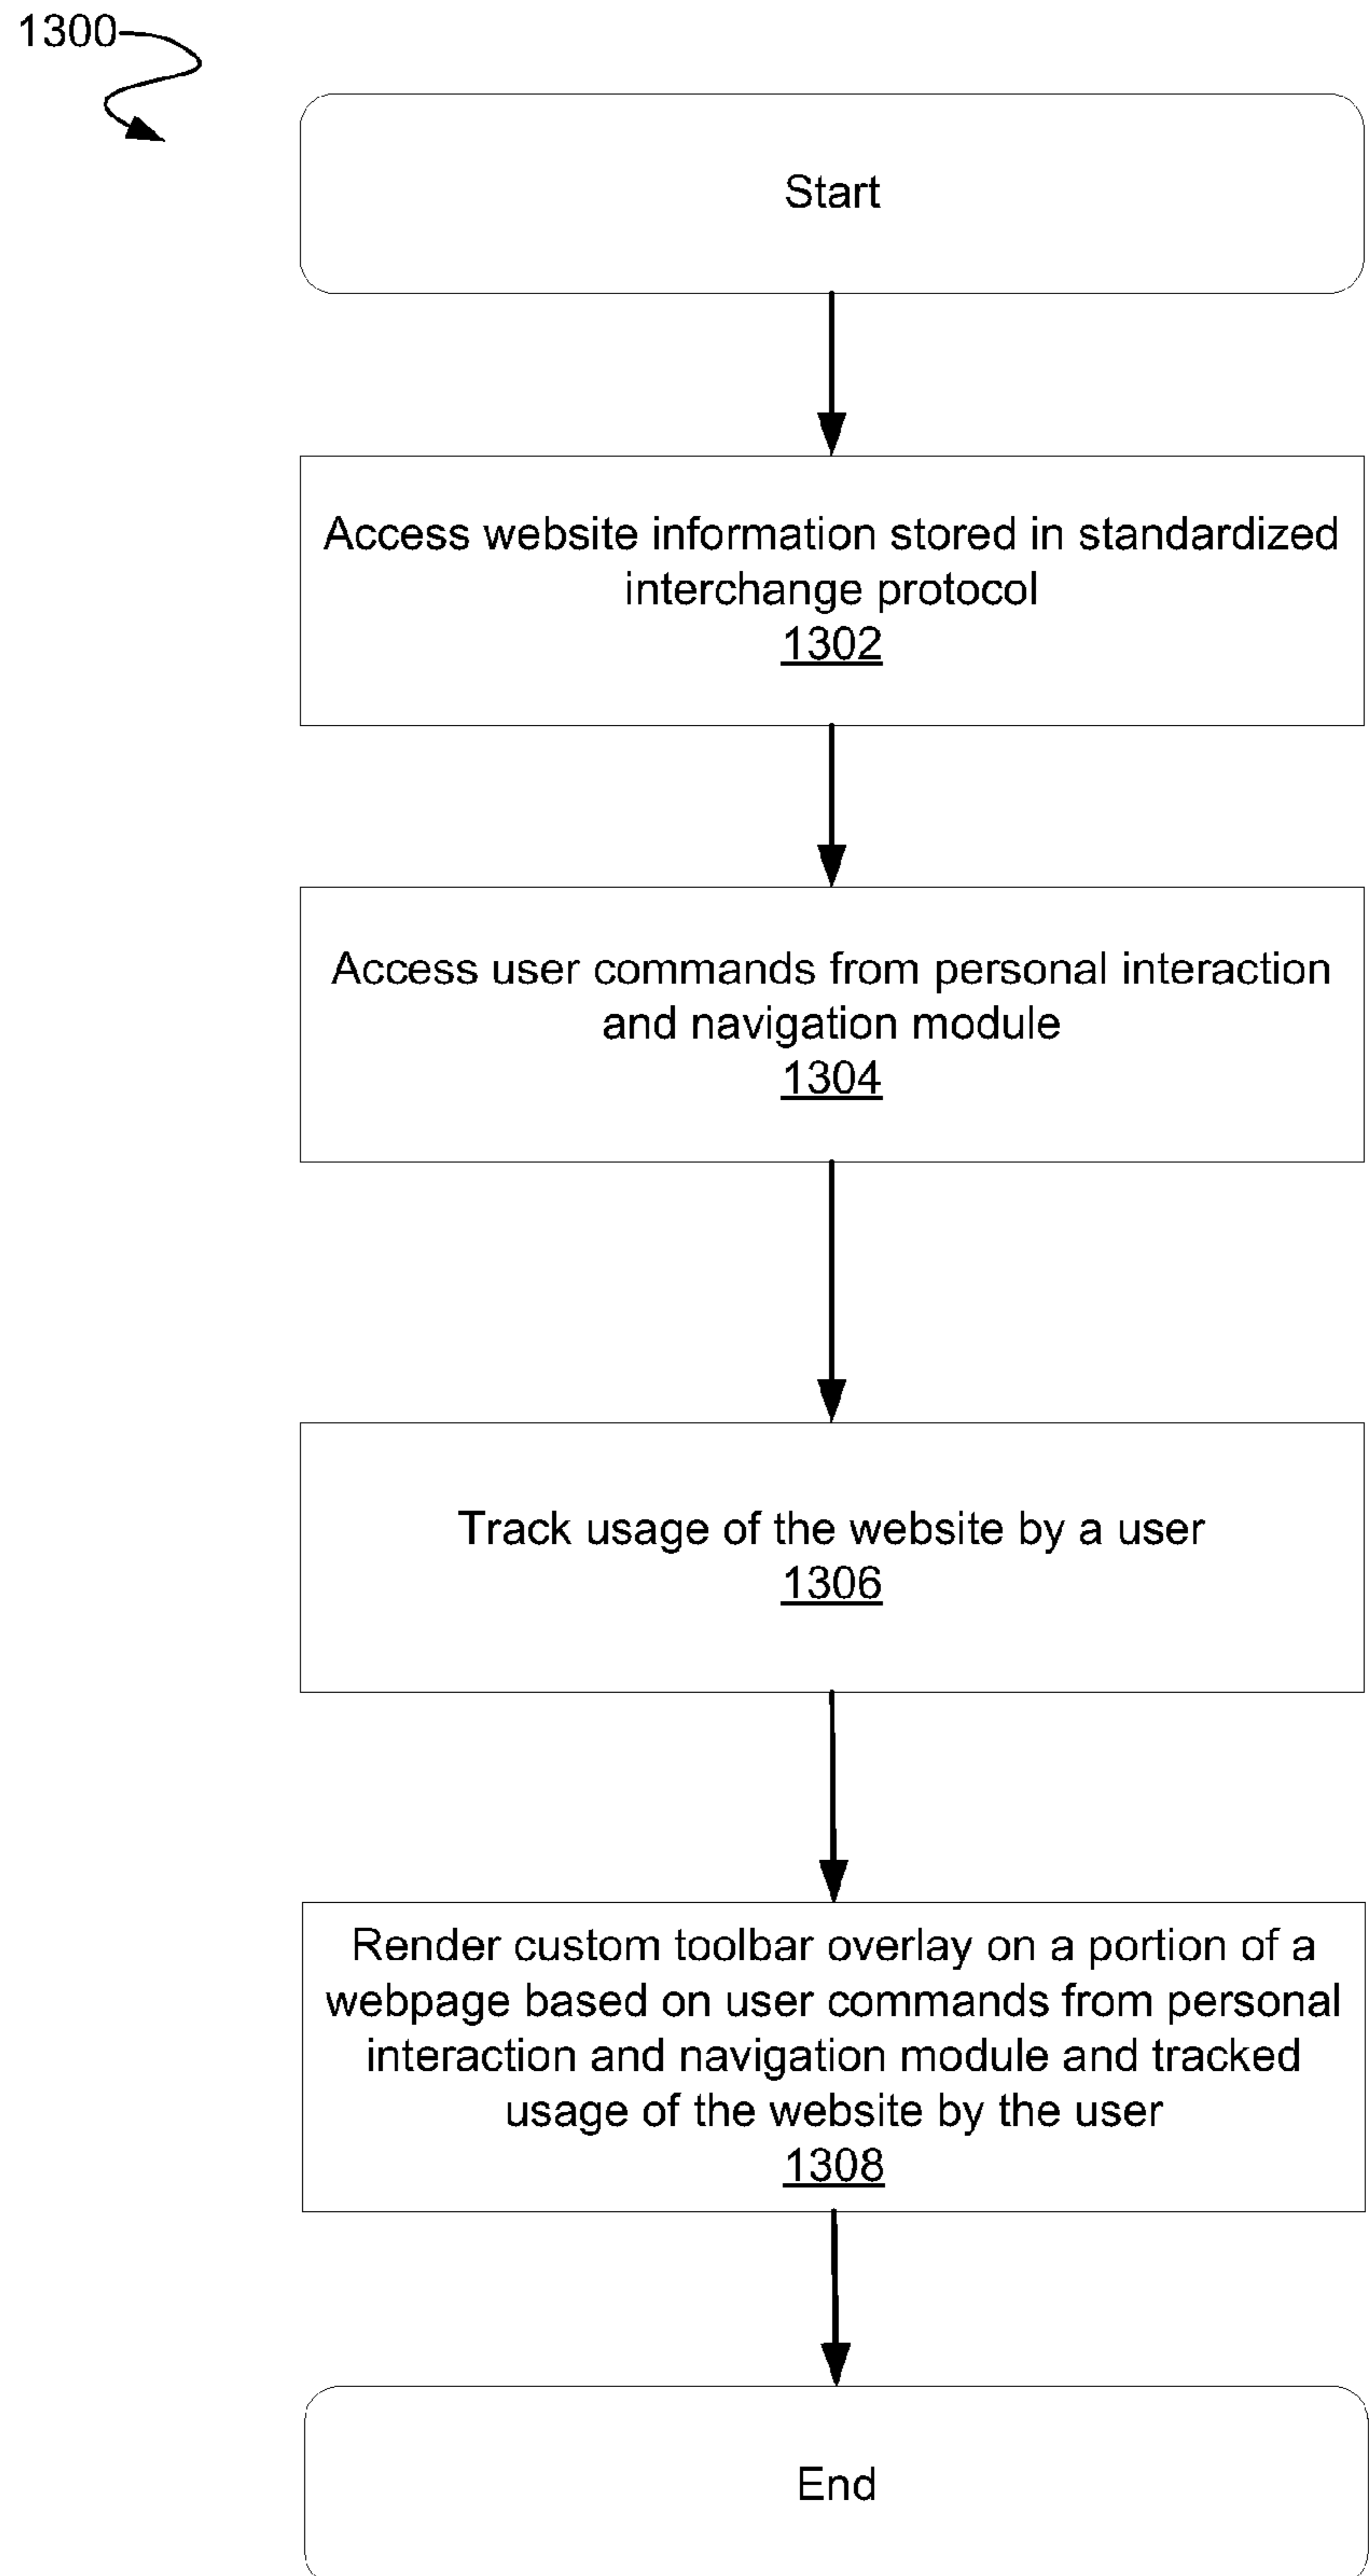 1300
Start
Access website information stored in standardized
interchange protocol
1302
Access user commands from personal interaction
and navigation module
1304
Track usage of the website by a user
1306
Render custom toolbar overlay on a portion of a
webpage based on user commands from personal
interaction and navigation module and tracked
usage of the website by the user
1308
End